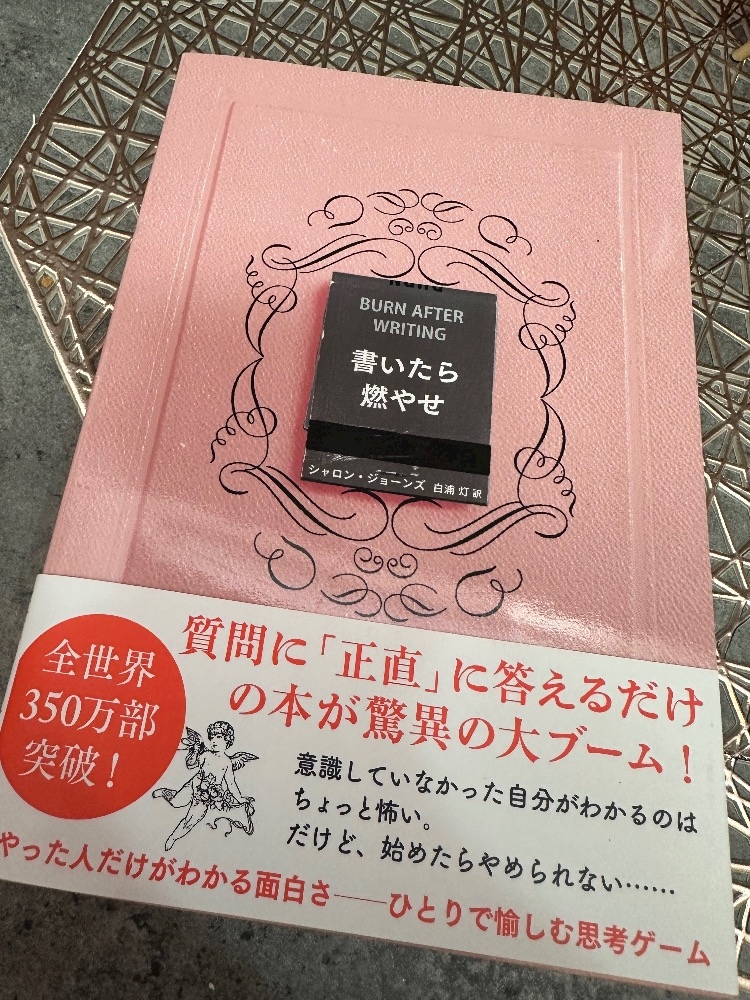 BURN AFTER
WRITING
書いたら
燃やせ
シャロン・ジョーンズ 白浦 灯 訳
全世界
350万部
突破！
質問に「正直」に答えるだけ
の本が驚異の大ブーム！
意識していなかった自分がわかるのは
ちょっと怖い。
だけど、始めたらやめられない……
やった人だけがわかる面白さ──ひとりで愉しむ思考ゲーム